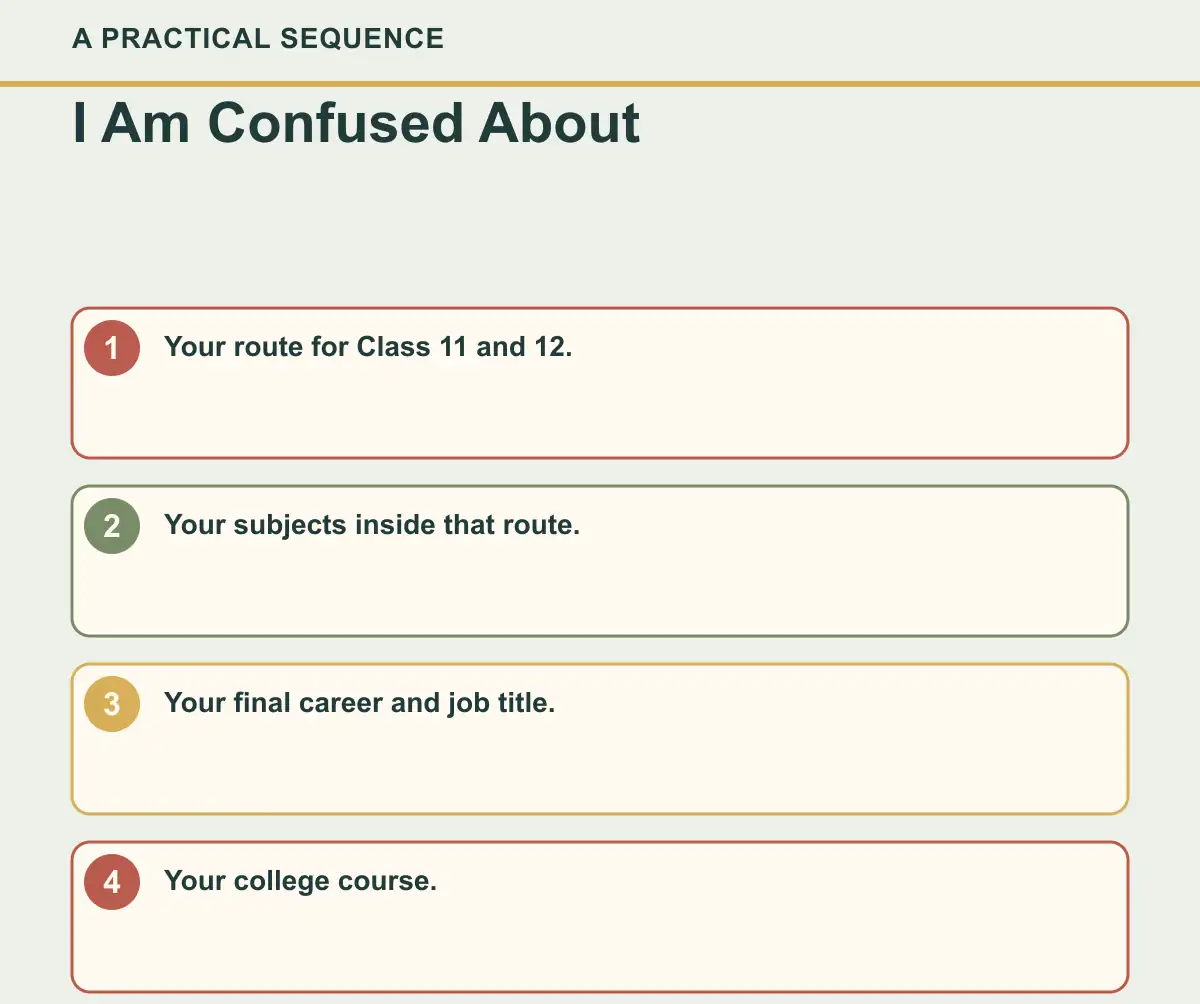 A PRACTICAL SEQUENCE
I Am Confused About
1 Your route for Class 11 and 12.
2 Your subjects inside that route.
3 Your final career and job title.
4 Your college course.